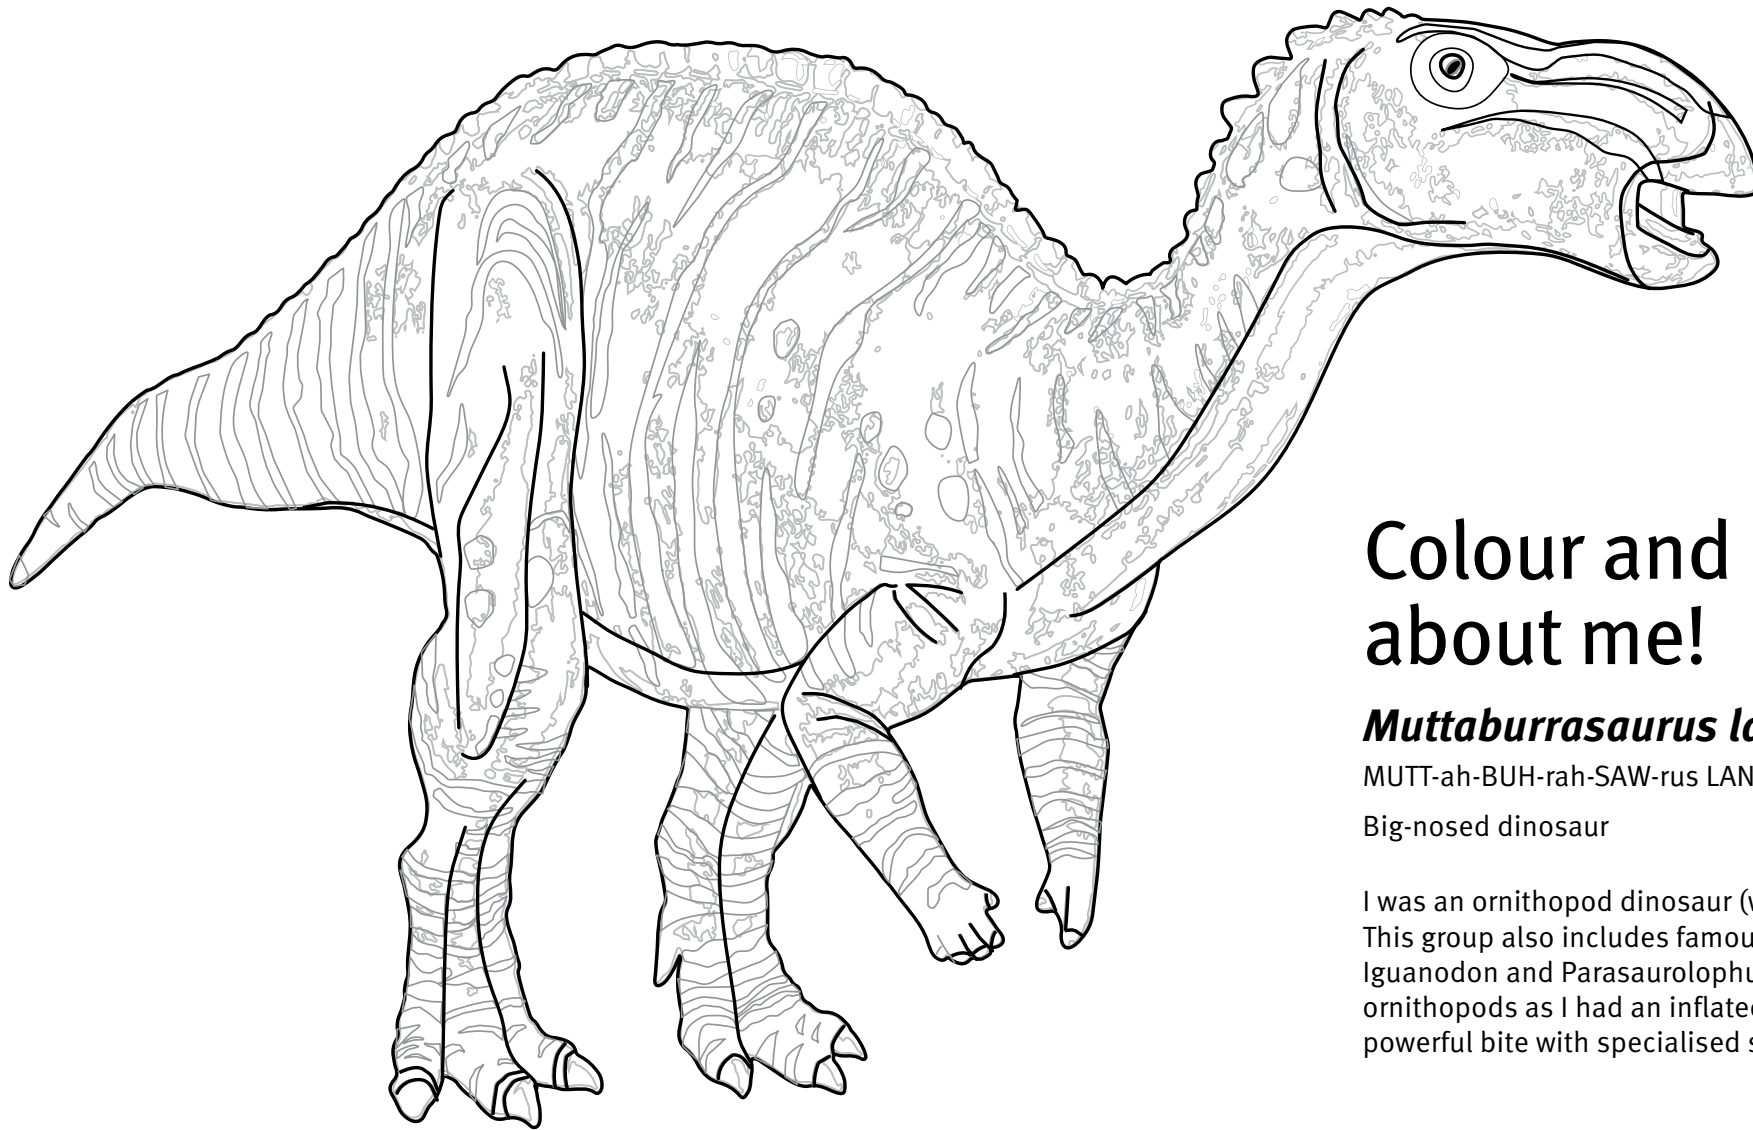 Colour and
about me!
Muttaburrasaurus
MUTT-ah-BUH-rah-SAW-rus LAN
Big-nosed dinosaur
I was an ornithopod dinosaur
This group also includes
Iguanodon and
ornithopods as I had an
powerful bite with specialised